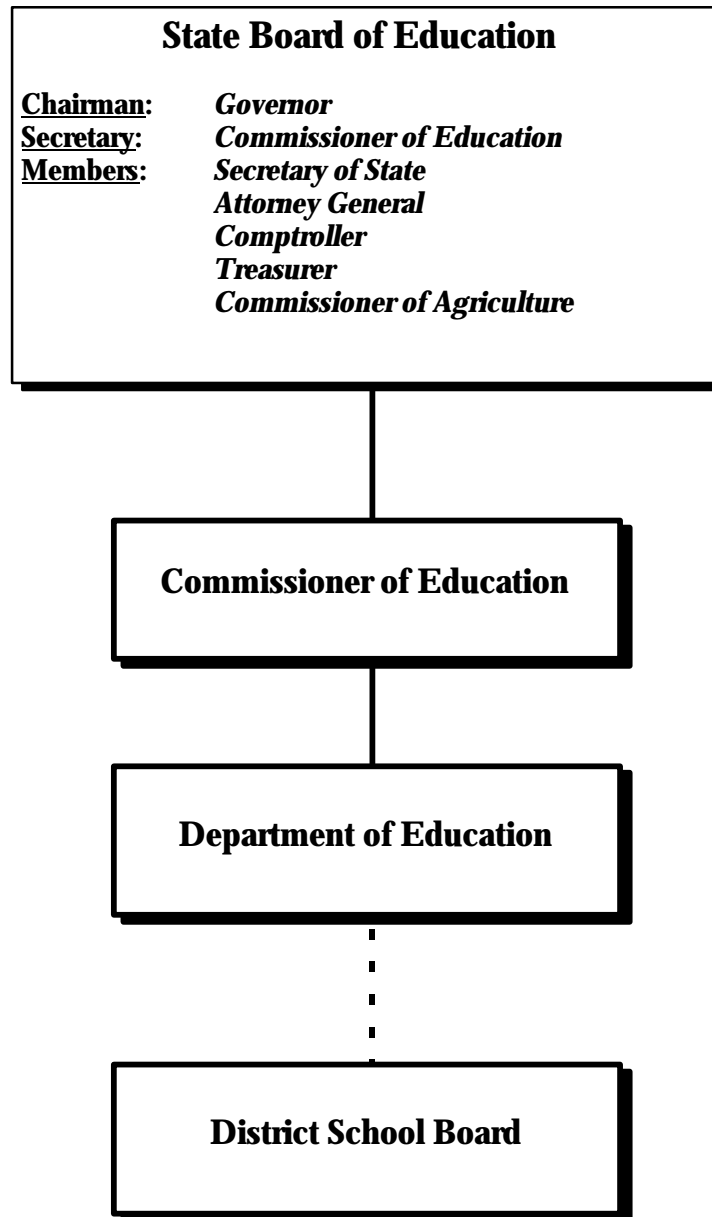 State Board of Education
Chairman: Governor
Secretary: Commissioner of Education
Members: Secretary of State
Attorney General
Comptroller
Treasurer
Commissioner of Agriculture
Commissioner of Education
Department of Education
District School Board